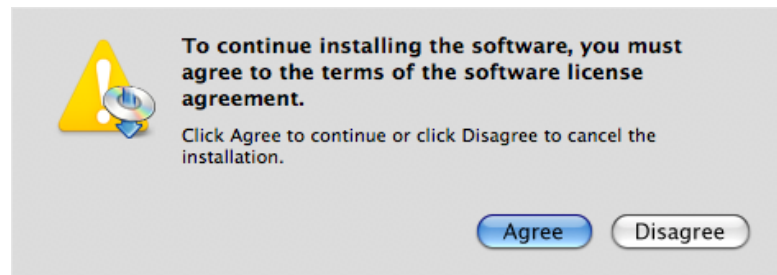 To continue installing the software, you must
agree to the terms of the software license
agreement.
Click Agree to continue or click Disagree to cancel the
installation.
Agree
Disagree